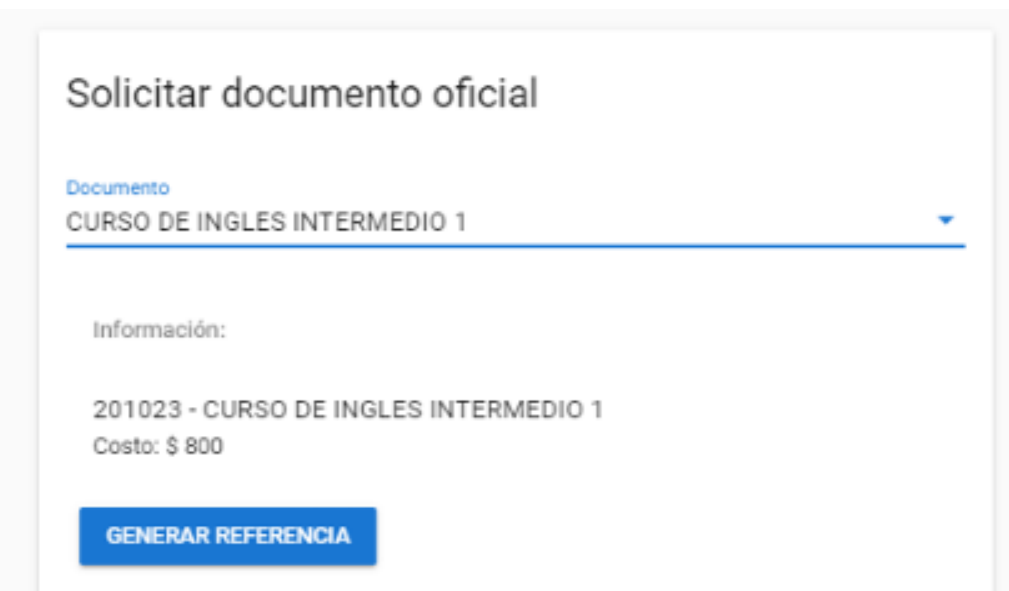 Solicitar documento oficial
Documento
CURSO DE INGLES INTERMEDIO 1
Información:
201023 - CURSO DE INGLES INTERMEDIO 1
Costo: $ 800
GENERAR REFERENCIA